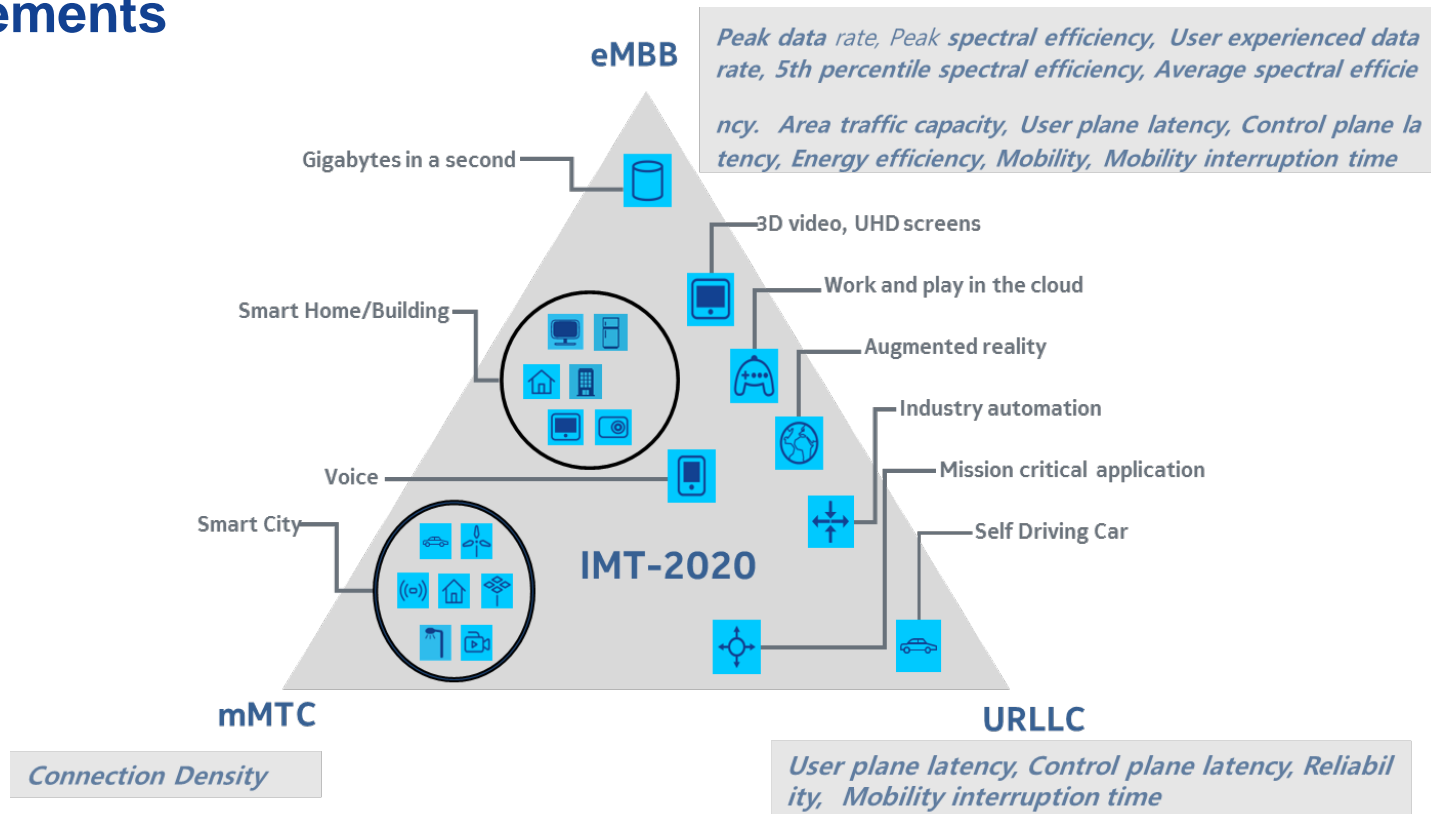 ements
eMBB
Peak data rate, Peak spectral efficiency, User experienced data
rate, 5th percentile spectral efficiency, Average spectral efficie
ncy. Area traffic capacity, User plane latency, Control plane la
tency, Energy efficiency, Mobility, Mobility interruption time
Gigabytes in a second
3D video, UHD screens
Work and play in the cloud
Smart Home/Building
Augmented reality
Industry automation
Voice
Mission critical application
Smart City
Self Driving Car
IMT-2020
mMTC
URLLC
Connection Density
User plane latency, Control plane latency, Reliabil
ity, Mobility interruption time